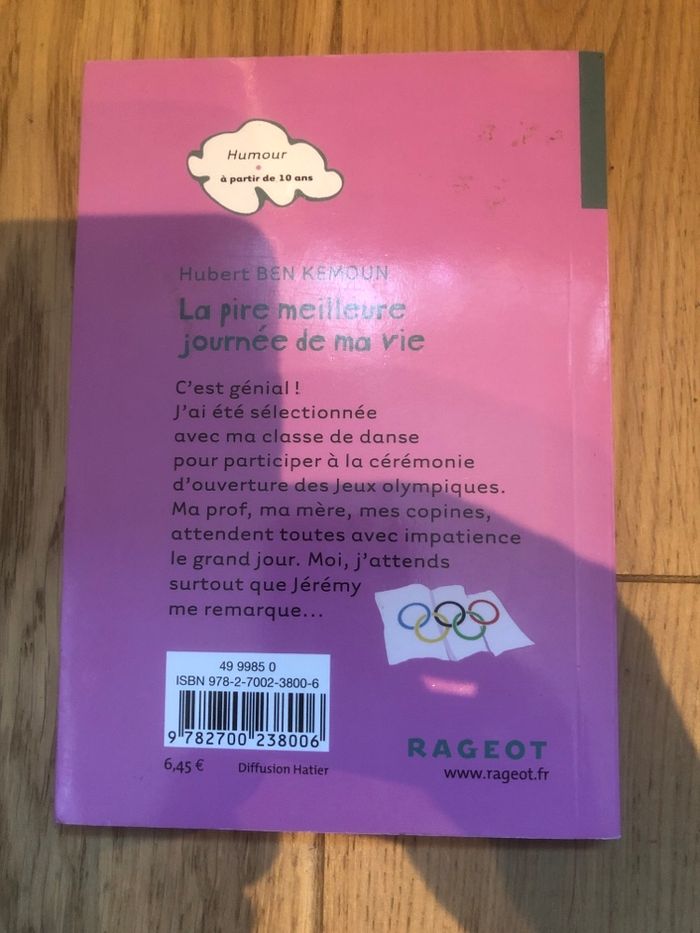 Humour
à partir de 10 ans
Hubert BEN KEMOUN
La pire meilleure
journée de ma vie
C'est génial !
J'ai été sélectionnée
avec ma classe de danse
pour participer à la cérémonie
d'ouverture des Jeux olympiques.
Ma prof, ma mère, mes copines,
attendent toutes avec impatience
le grand jour. Moi, j'attends
surtout que Jérémy
me remarque...
49 9985 0
ISBN 978-2-7002-3800-6
9 782700 238006
6,45 €
Diffusion Hatier
RAGEOT
www.rageot.fr